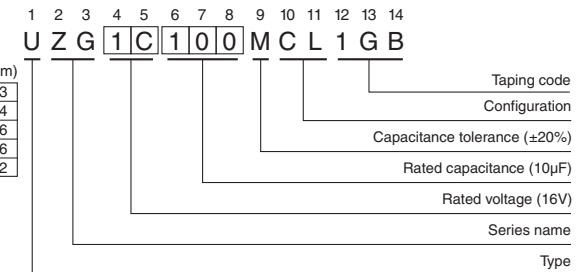 1 2 3 4 5 6 7 8 9 10 11 12 13 14
U Z G 1 C 1 0 0 M C L 1 G B
m)
3
4
6
6
2
Taping code
Configuration
Capacitance tolerance (±20%)
Rated capacitance (10µF)
Rated voltage (16V)
Series name
Type